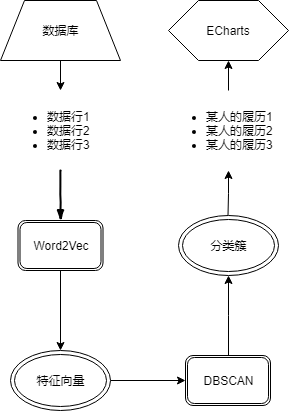 数据库
ECharts
• 数据行1
• 数据行2
• 数据行3
• 某人的履历1
• 某人的履历2
• 某人的履历3
Word2Vec
分类簇
特征向量
DBSCAN